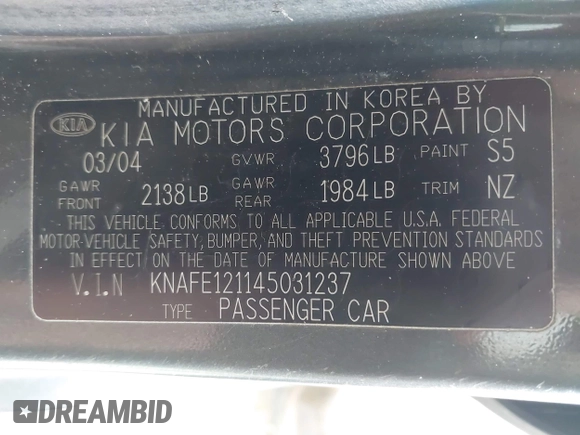 MANUFACTURED IN KOREA BY
KIA KIA MOTORS CORPORATION
03/04 GVWR 3796LB PAINT S5
GAWR FRONT 2138LB GAWR REAR 1984LB TRIM NZ
THIS VEHICLE CONFORMS TO ALL APPLICABLE U.S.A. FEDERAL
MOTOR-VEHICLE SAFETY, BUMPER, AND THEFT PREVENTION STANDARDS
IN EFFECT ON THE DATE OF MANUFACTURE SHOWN ABOVE
V.I.N KNAFE121145031237
TYPE PASSENGER CAR
DREAMBID